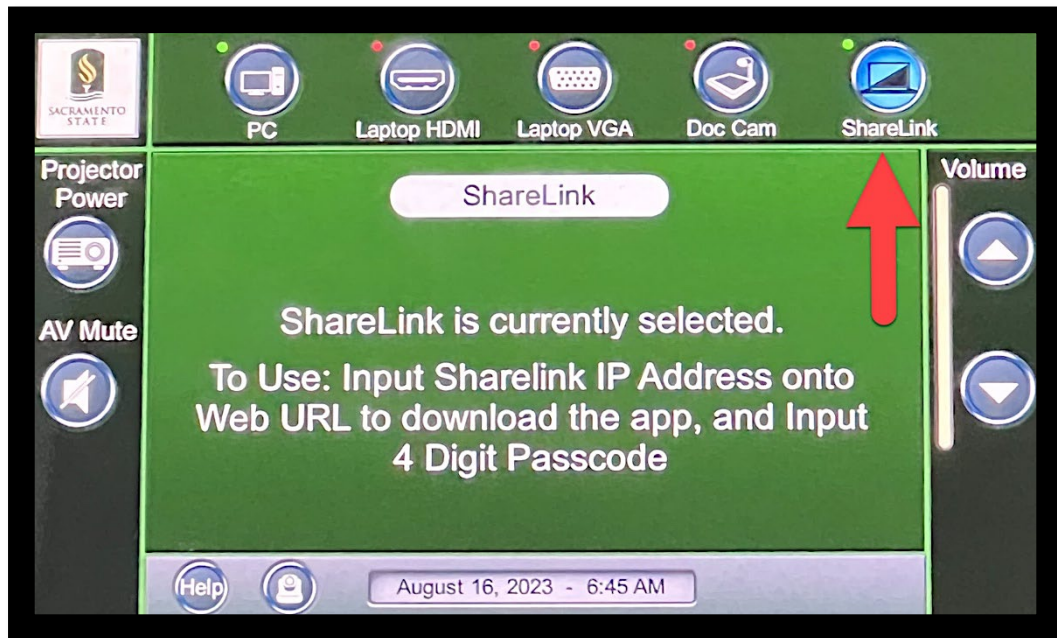 SACRAMENTO
STATE
PC
Laptop HDMI
Laptop VGA
Doc Cam
ShareLink
Projector
Power
AV Mute
ShareLink
ShareLink is currently selected.
To Use: Input Sharelink IP Address onto
Web URL to download the app, and Input
4 Digit Passcode
Volume
Help
August 16, 2023 - 6:45 AM